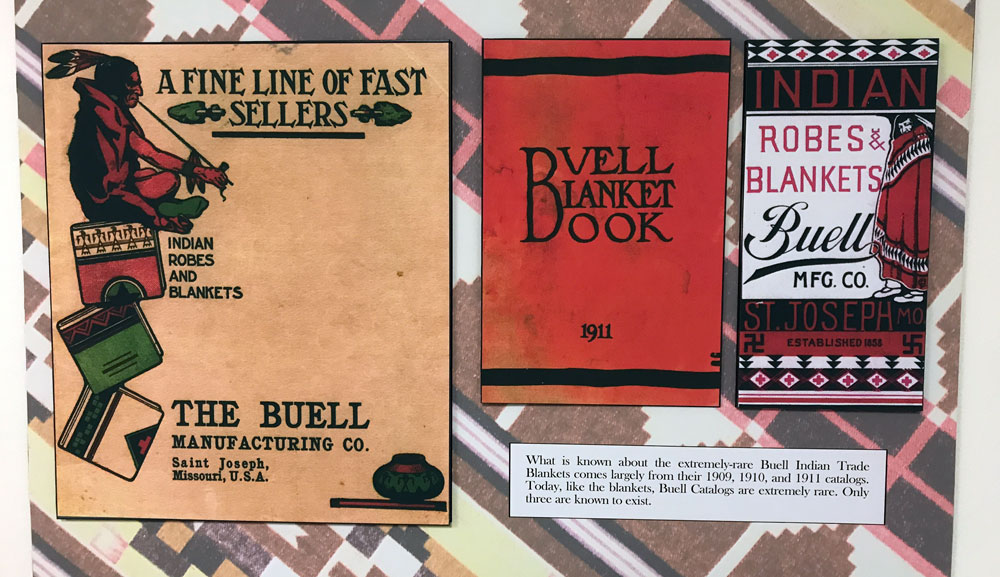 A FINE LINE OF FAST
SELLERS
INDIAN
ROBES
AND
BLANKETS
THE BUELL
MANUFACTURING CO.
Saint Joseph,
Missouri, U.S.A.
BUELL
BLANKET
BOOK
1911
INDIAN
ROBES &
BLANKETS
Buell
MFG. CO.
ST. JOSEPH MO
ESTABLISHED 1858
What is known about the extremely-rare Buell Indian Trade
Blankets comes largely from their 1909, 1910, and 1911 catalogs.
Today, like the blankets, Buell Catalogs are extremely rare. Only
three are known to exist.